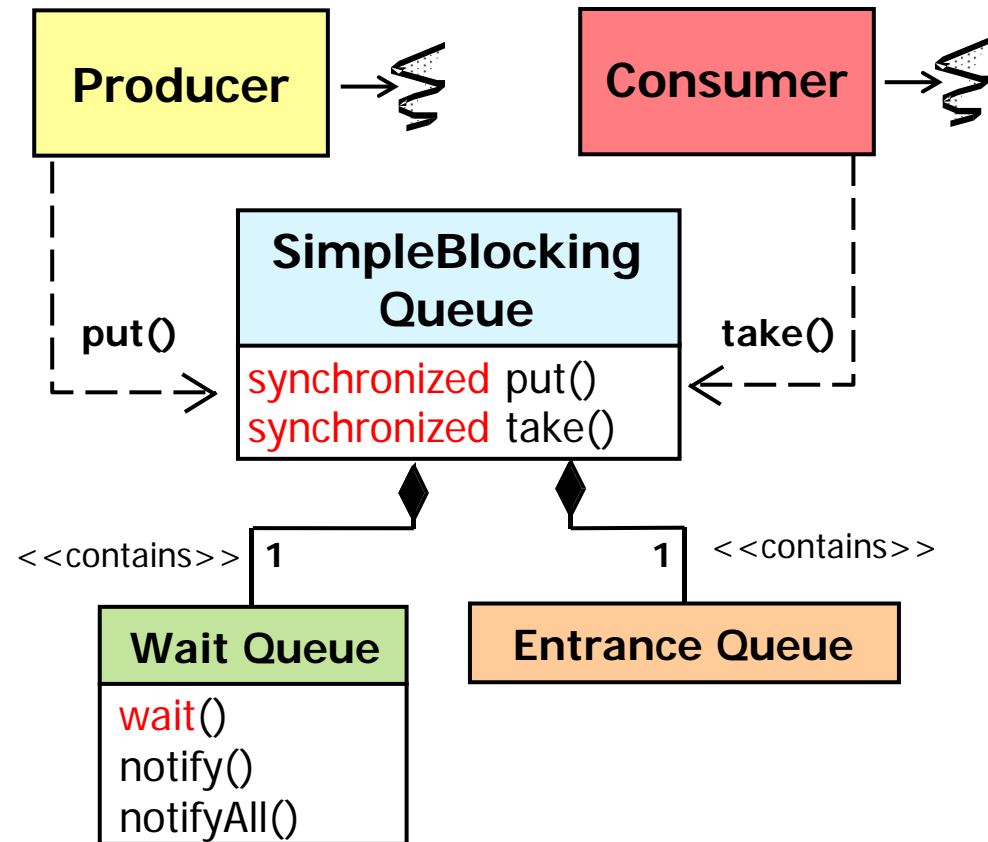 Producer
Consumer
SimpleBlocking
Queue
put()
take()
synchronized put()
synchronized take()
<<contains>>
1
1
<<contains>>
Wait Queue
Entrance Queue
wait()
notify()
notifyAll()